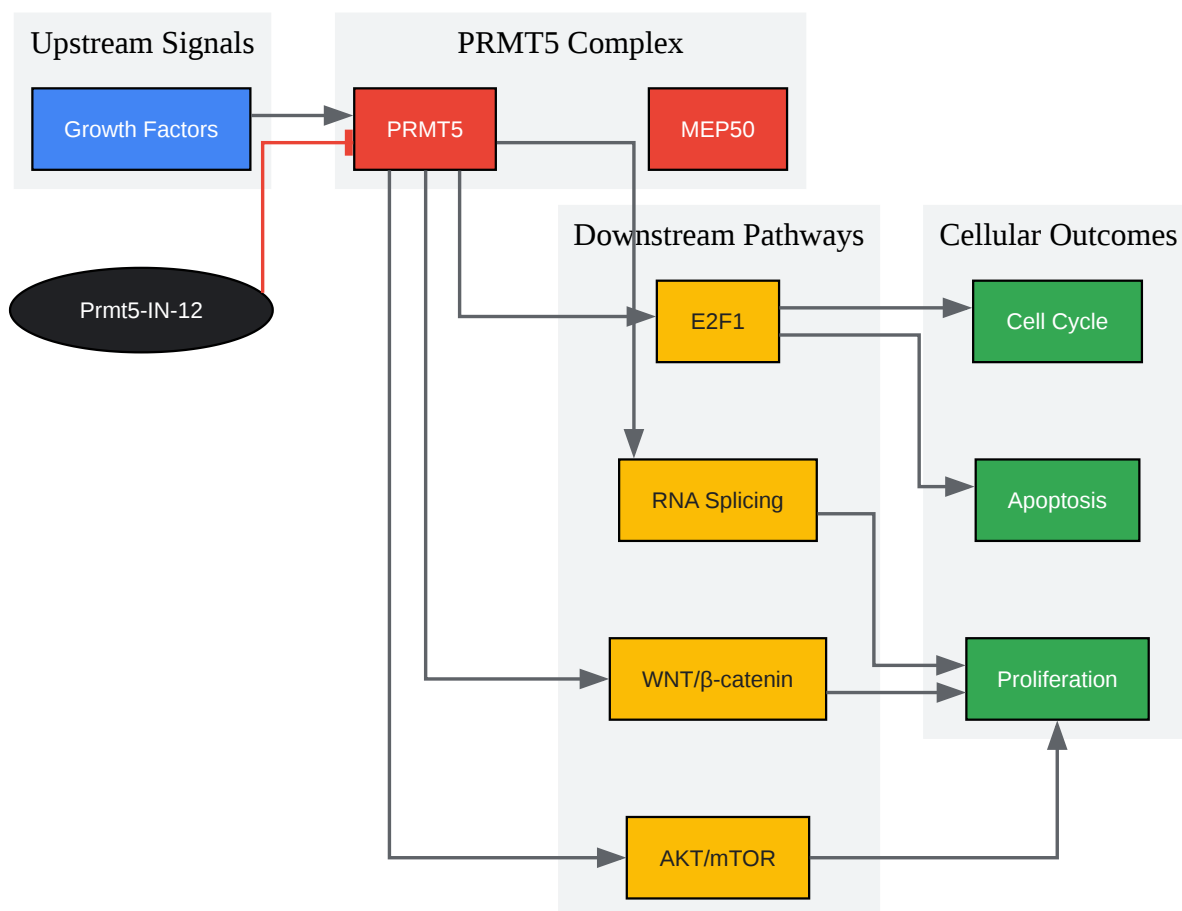 Upstream Signals
PRMT5 Complex
Growth Factors
PRMT5
MEP50
Downstream Pathways
Cellular Outcomes
Prmt5-IN-12
E2F1
Cell Cycle
RNA Splicing
Apoptosis
WNT/β-catenin
Proliferation
AKT/mTOR